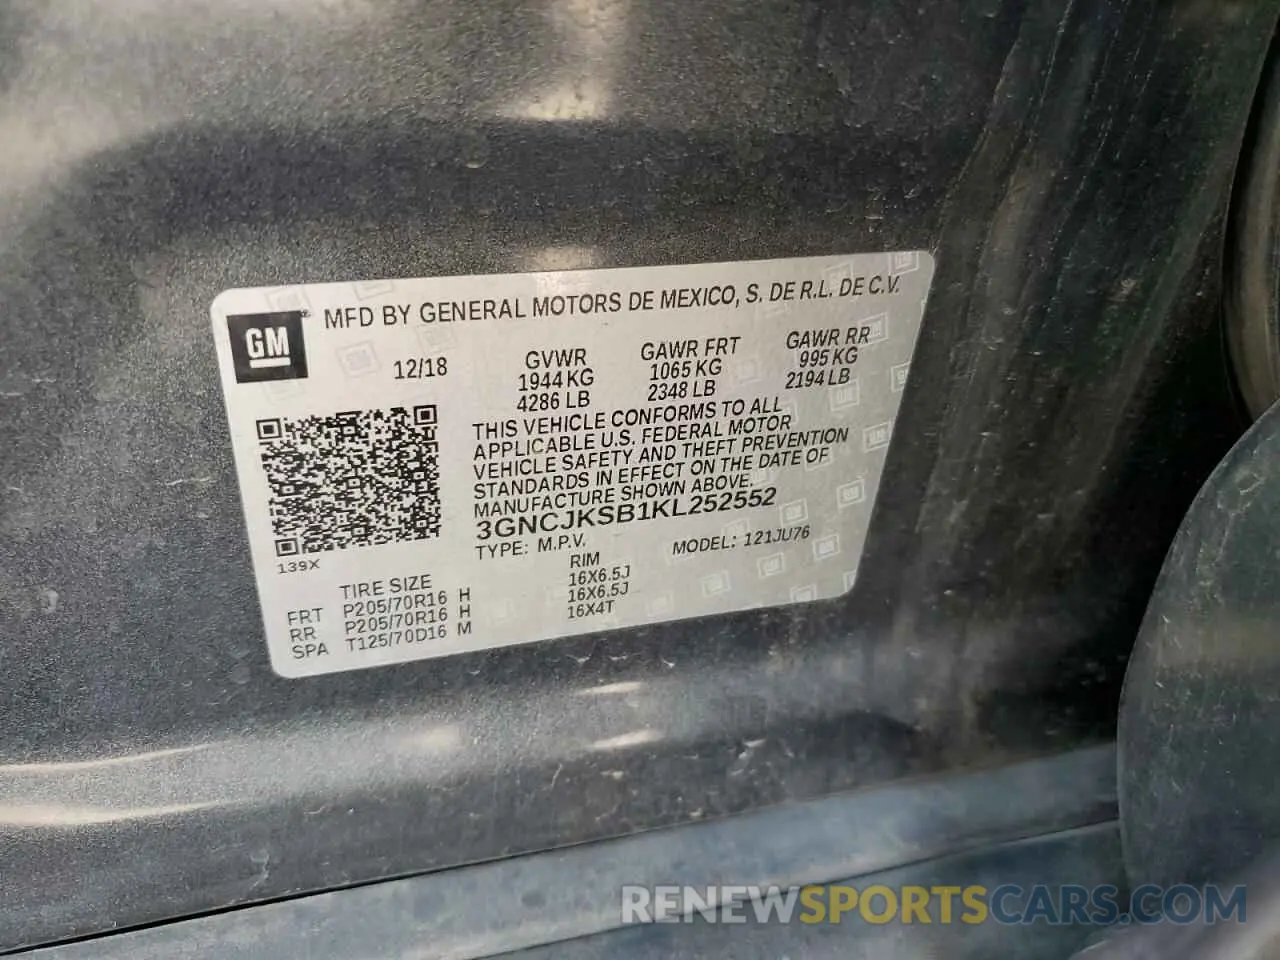 GM
MFD BY GENERAL MOTORS DE MEXICO, S. DE R.L. DE C.V.
12/18
GVWR
1944 KG
4286 LB
GAWR FRT
1065 KG
2348 LB
GAWR RR
995 KG
2194 LB
THIS VEHICLE CONFORMS TO ALL
APPLICABLE U.S. FEDERAL MOTOR
VEHICLE SAFETY AND THEFT PREVENTION
STANDARDS IN EFFECT ON THE DATE OF
MANUFACTURE SHOWN ABOVE.
3GNCJKSB1KL252552
TYPE: M.P.V.
MODEL: 121JU76
139X
TIRE SIZE RIM
FRT P205/70R16 H 16X6.5J
RR P205/70R16 H 16X6.5J
SPA T125/70D16 M 16X4T
RENEWSPORTSCARS.COM